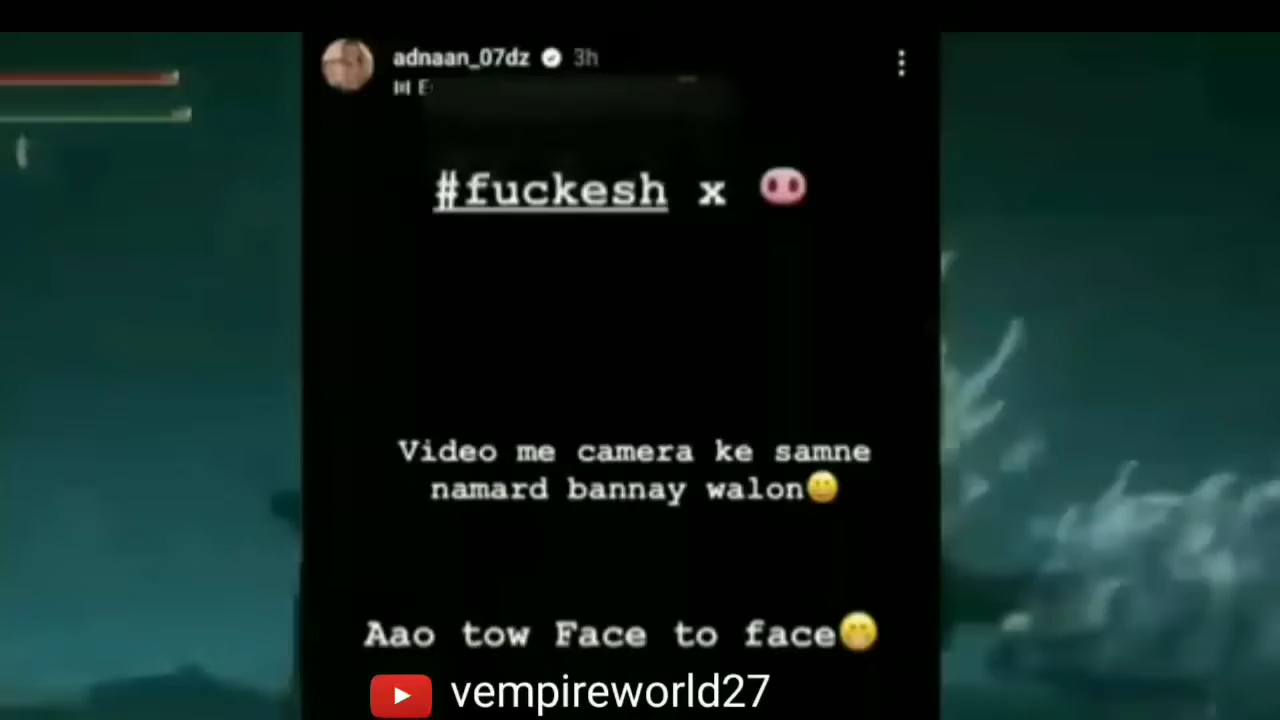 adnaan_07dz 3h
#fuckesh x 🐽
Video me camera ke samne
namard bannay walon😀
Aao tow Face to face🤭
vempireworld27